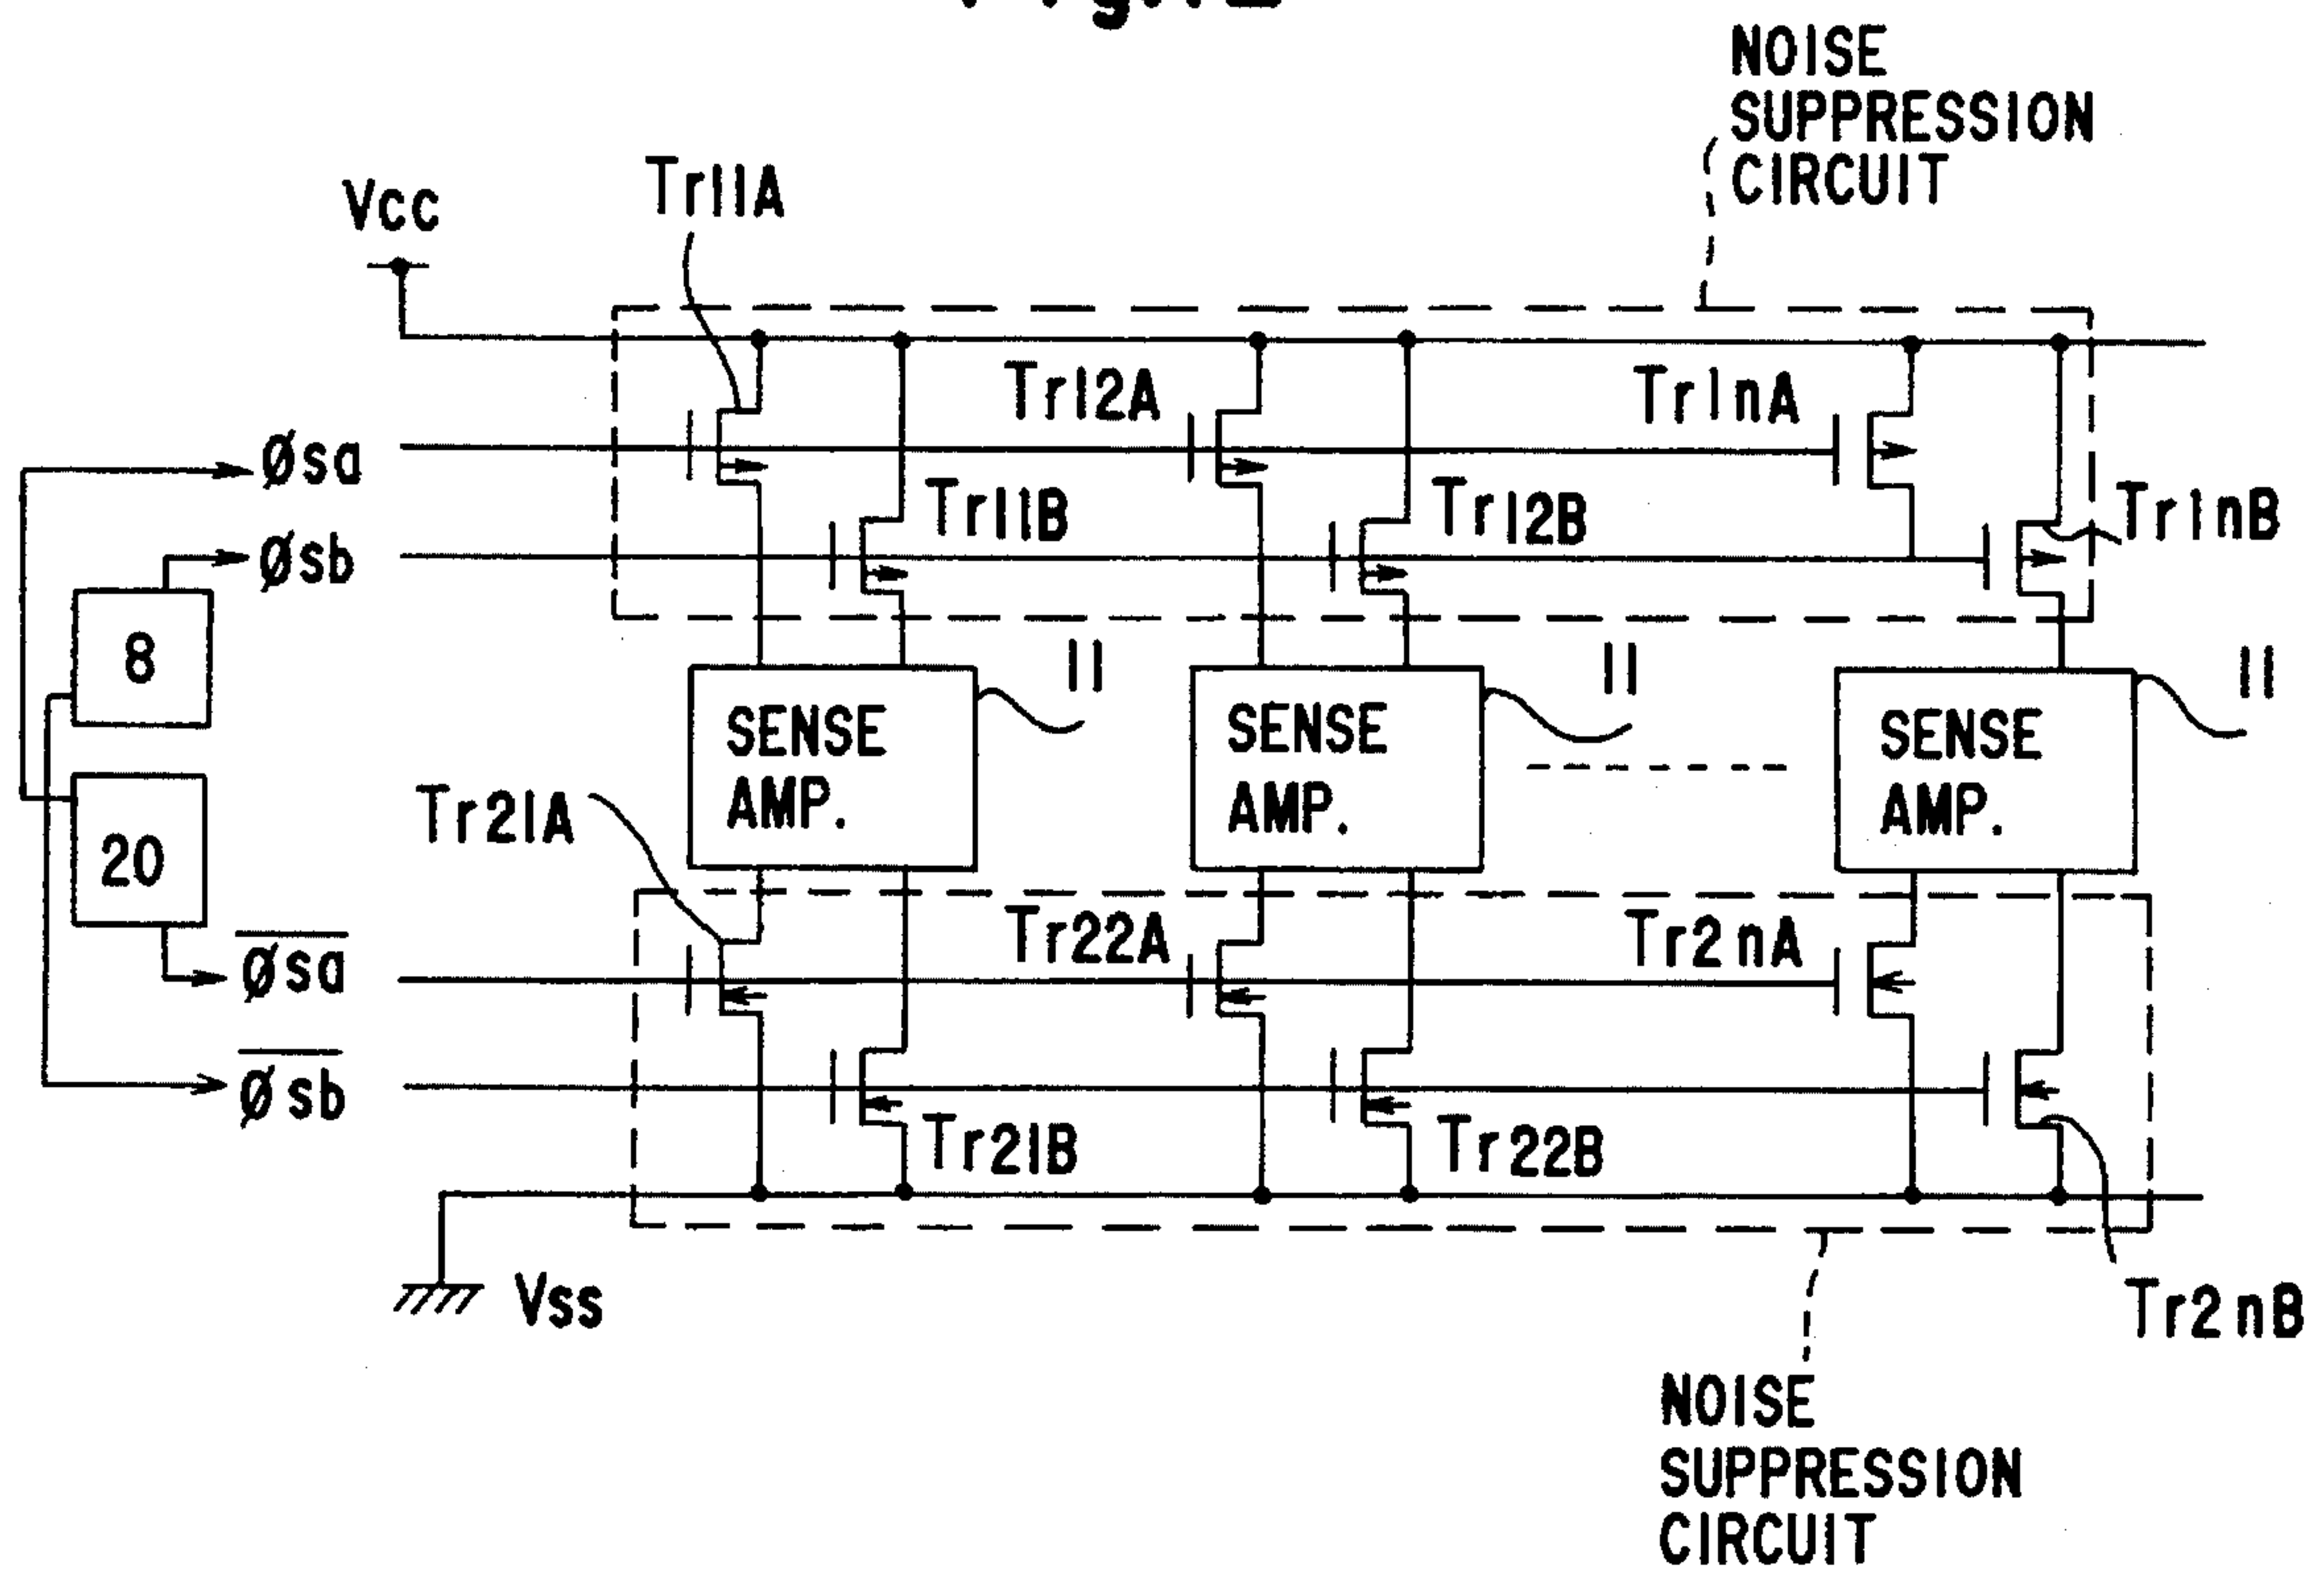 NOISE
SUPPRESSION
CIRCUIT
Tr11A
Vcc
Tr12A
Tr1nA
Øsa
Tr11B
Tr12B
Tr1nB
Øsb
8
11
11
11
SENSE
AMP.
SENSE
AMP.
SENSE
AMP.
Tr21A
20
Tr22A
Tr2nA
Øsa
Øsb
Tr21B
Tr22B
Vss
Tr2nB
NOISE
SUPPRESSION
CIRCUIT